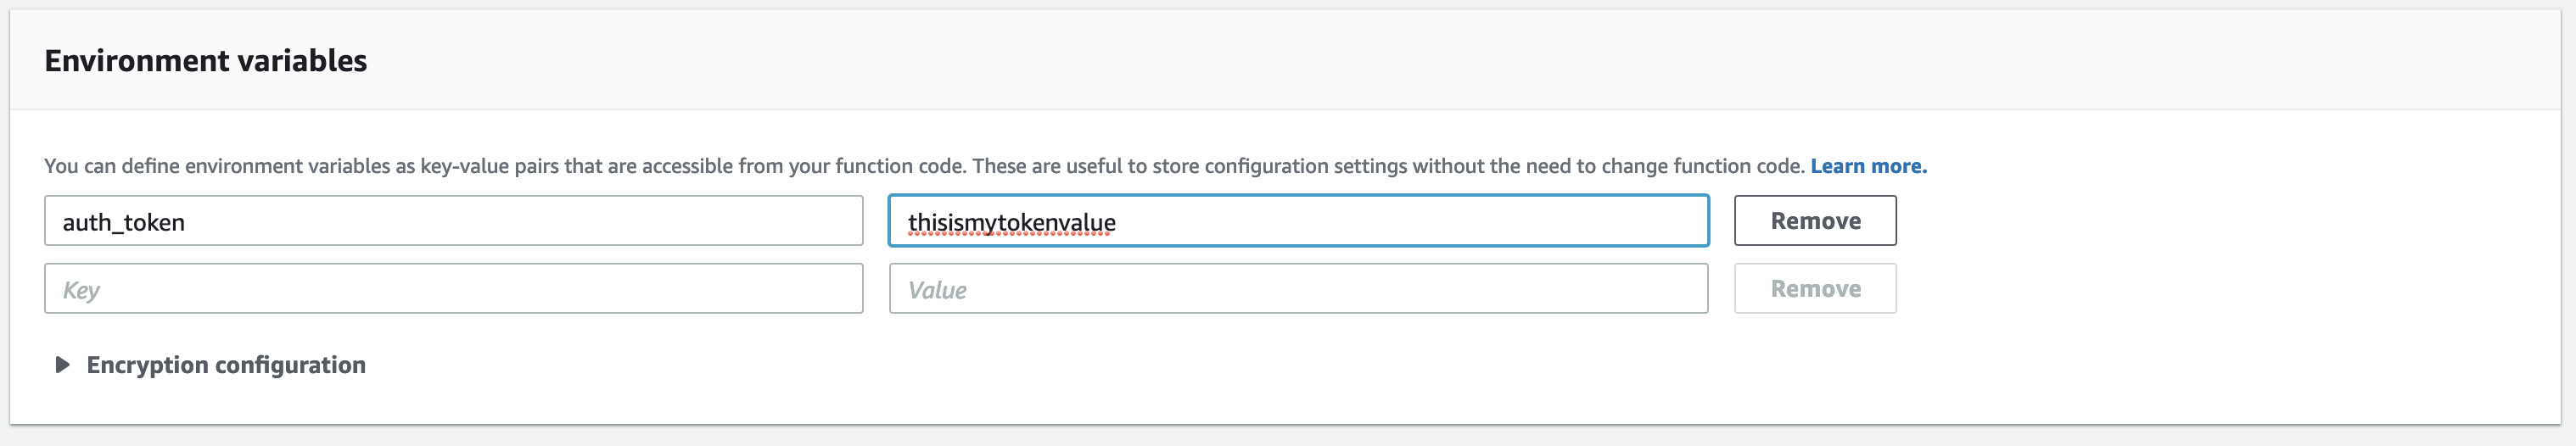 Environment variables
You can define environment variables as key-value pairs that are accessible from your function code. These are useful to store configuration settings without the need to change function code. Learn more.
auth_token thisismytokenvalue Remove
Key Value Remove
Encryption configuration